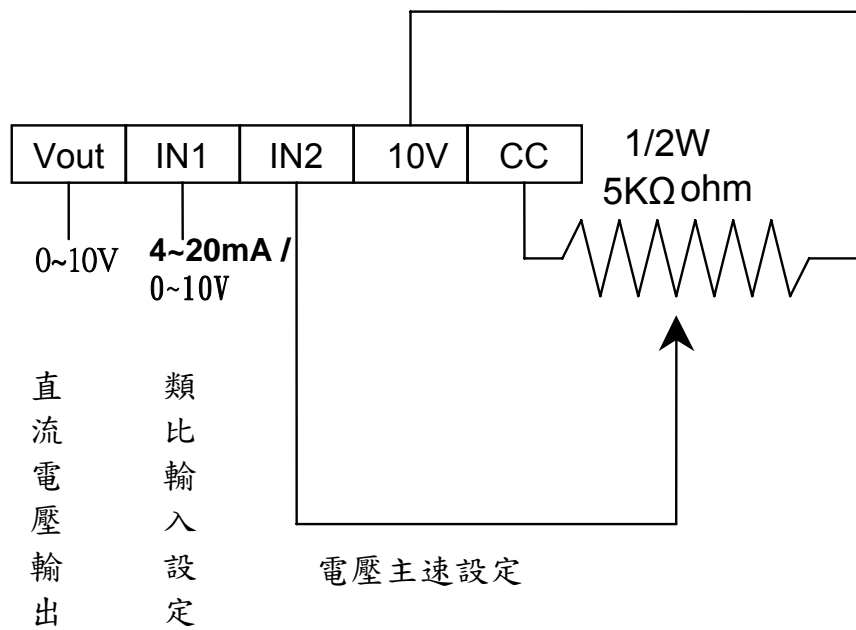 Vout IN1 IN2 10V CC
1/2W
5KΩ ohm
0~10V
4~20mA /
0~10V
直流電壓輸出
類比輸入設定
電壓主速設定